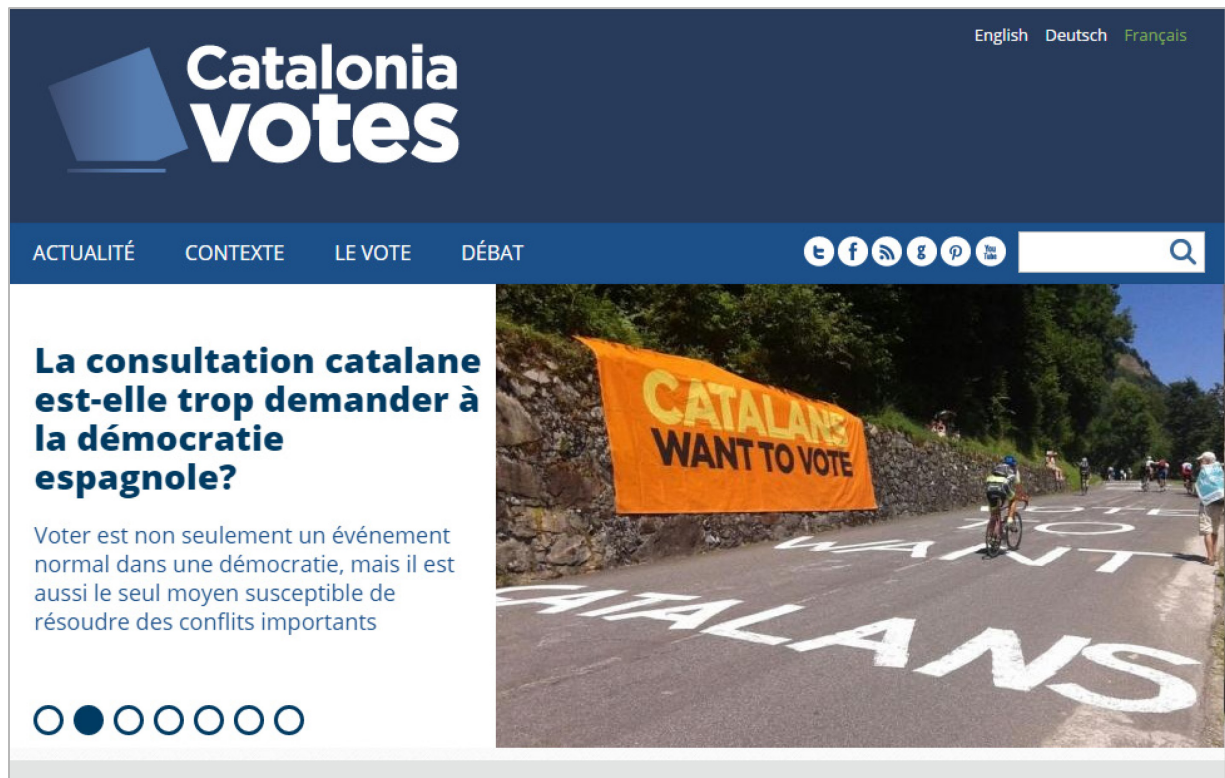 English Deutsch Français
Catalonia
votes
ACTUALITÉ CONTEXTE LE VOTE DÉBAT
La consultation catalane
est-elle trop demander à
la démocratie
espagnole?
Voter est non seulement un événement
normal dans une démocratie, mais il est
aussi le seul moyen susceptible de
résoudre des conflits importants
CATALANS
WANT TO VOTE
VOTE
TO
WANT
CATALANS